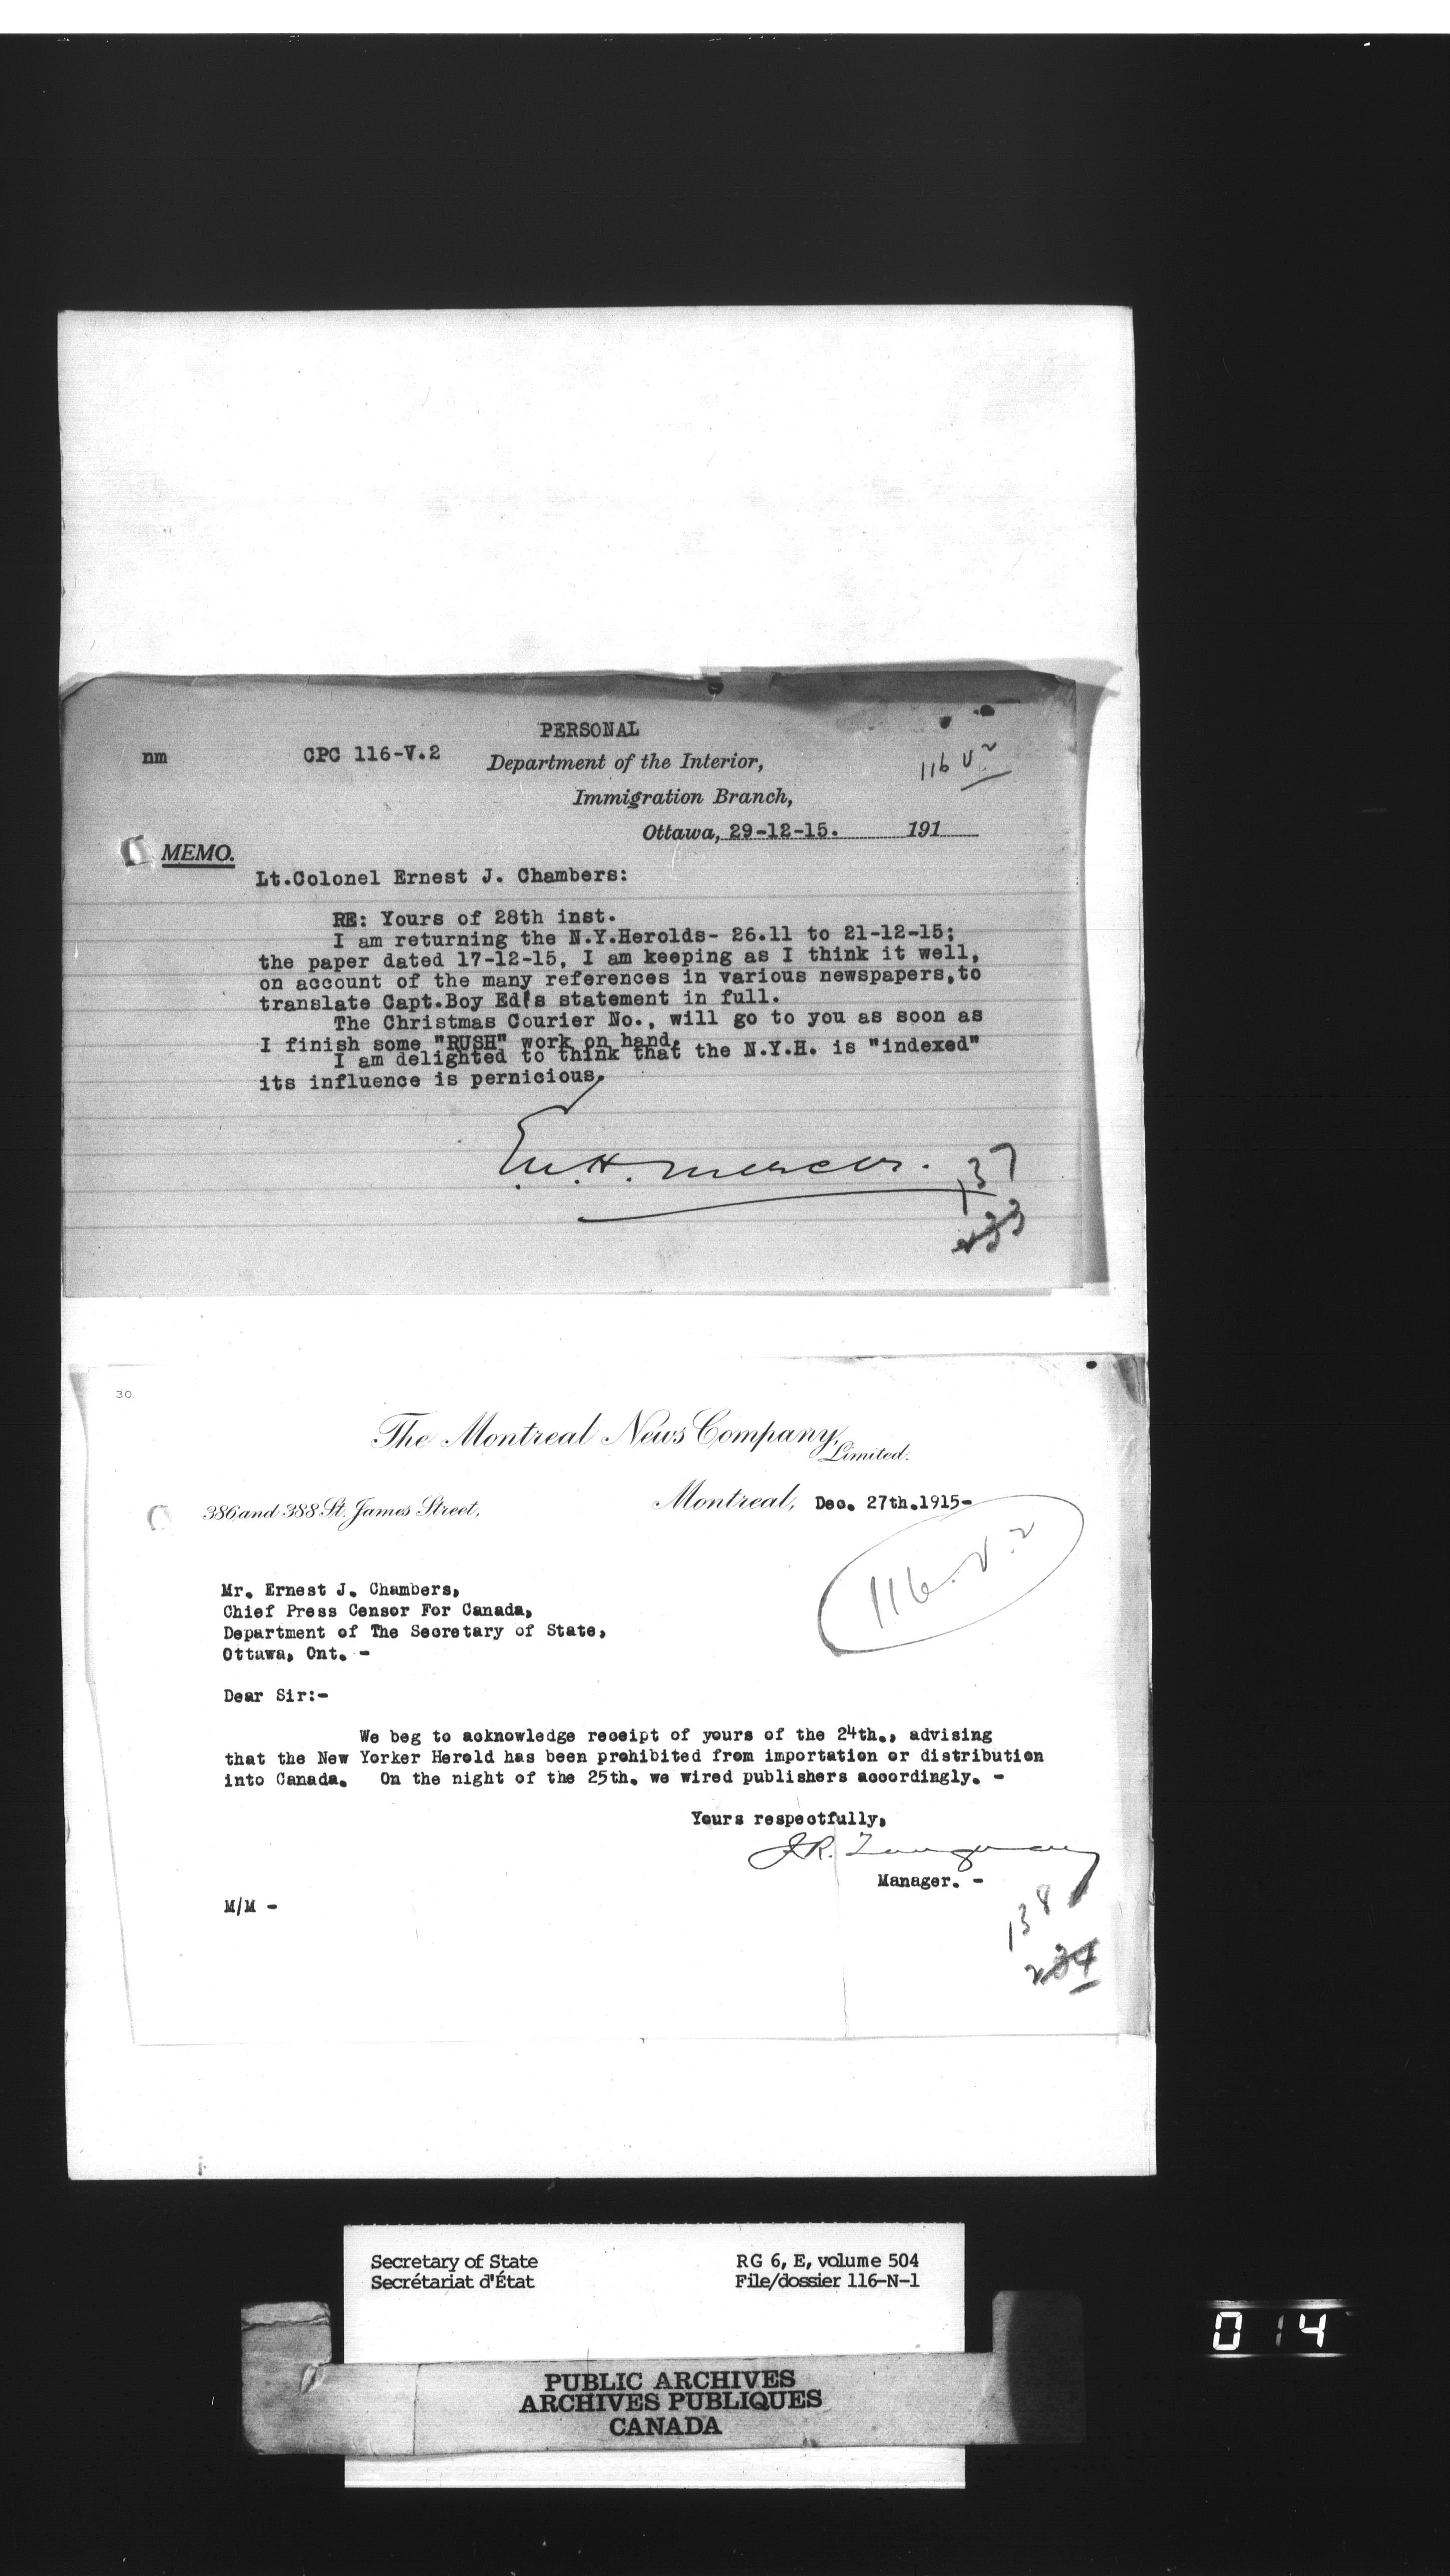 PERSONAL
nm CPC 116-V.2 Department of the Interior,
116 V 2
Immigration Branch,
Ottawa, 29-12-15. 191
MEMO.
Lt.Colonel Ernest J. Chambers:
RE: Yours of 28th inst.
I am returning the N.Y.Herolds- 26.11 to 21-12-15;
the paper dated 17-12-15, I am keeping as I think it well,
on account of the many references in various newspapers,to
translate Capt.Boy Ed's statement in full.
The Christmas Courier No., will go to you as soon as
I finish some "RUSH" work on hand.
I am delighted to think that the N.Y.H. is "indexed"
its influence is pernicious.
137
233
30.
The Montreal News Company, Limited.
386 and 388 St. James Street, Montreal, Dec. 27th.1915-
116.V.2
Mr. Ernest J. Chambers,
Chief Press Censor For Canada,
Department of The Secretary of State,
Ottawa, Ont. -
Dear Sir:-
We beg to acknowledge receipt of yours of the 24th., advising
that the New Yorker Herold has been prohibited from importation or distribution
into Canada. On the night of the 25th. we wired publishers accordingly. -
Yours respectfully,
J.R.
Manager. -
M/M -
138
234
Secretary of State RG 6, E, volume 504
Secrétariat d'État File/dossier 116-N-1
014
PUBLIC ARCHIVES
ARCHIVES PUBLIQUES
CANADA